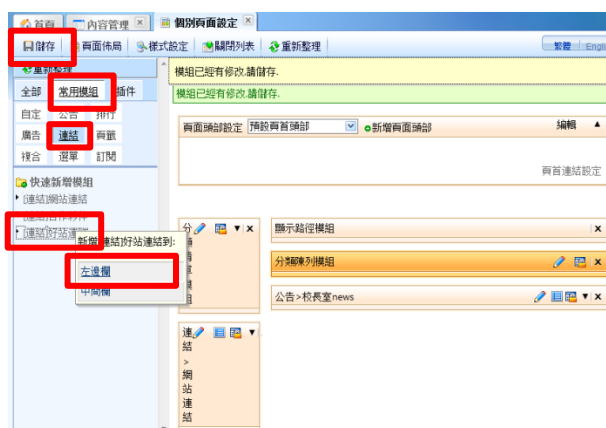 首頁 內容管理 個別頁面設定
儲存 頁面佈局 樣式設定 關閉列表 重新整理 繁體 Engli
重新整理
全部 常用模組 插件
自定 公告 排行
廣告 連結 頁籤
複合 選單 訂閱
快速新增模組
[連結]網站連結
[連結]好站連結
新增[連結]好站連結到:
左邊欄
中間欄
模組已經有修改,請儲存.
模組已經有修改,請儲存.
頁面頭部設定 預設頁首頭部 新增頁面頭部 編輯
頁首連結設定
顯示路徑模組
分類陳列模組
公告>校長室news
連
結
>
網
站
連
結